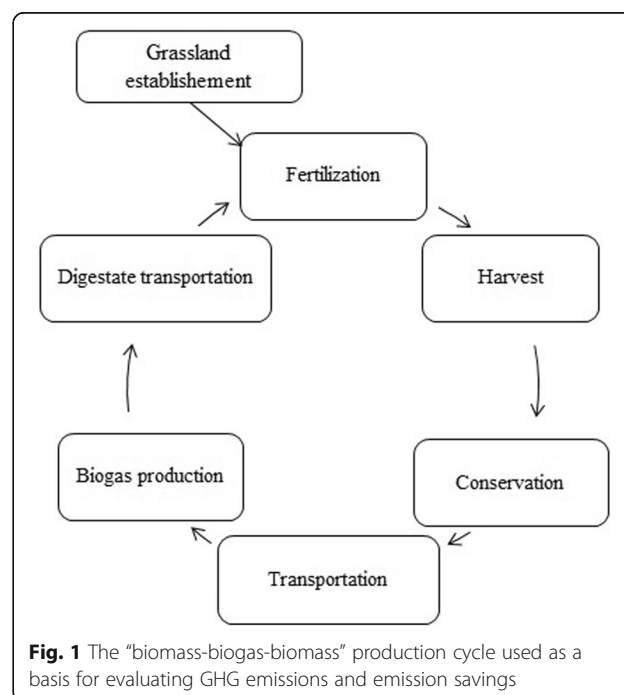 Grassland
establishement
Fertilization
Harvest
Conservation
Transportation
Biogas production
Digestate transportation
Fig. 1 The “biomass-biogas-biomass” production cycle used as a
basis for evaluating GHG emissions and emission savings